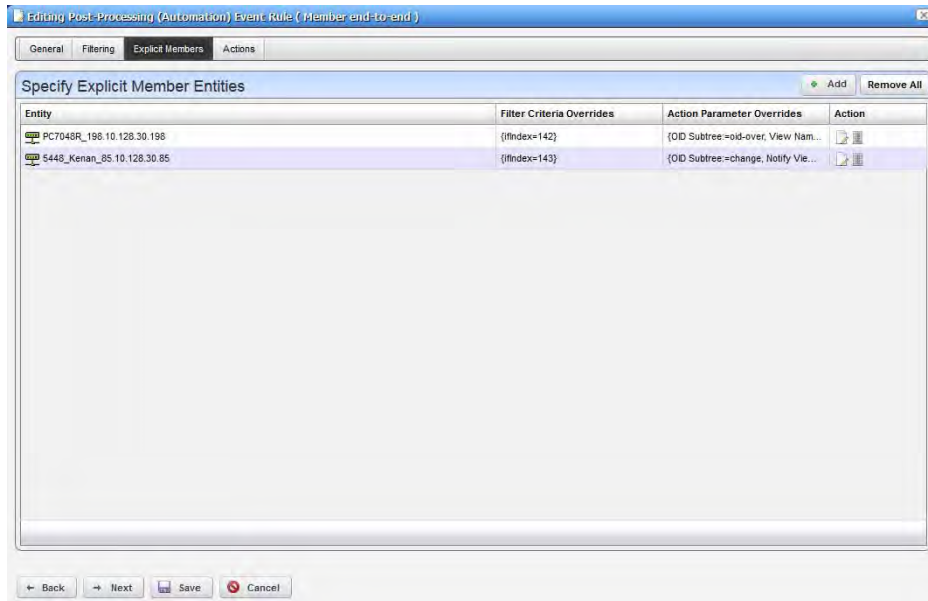 Editing Post-Processing (Automation) Event Rule ( Member end-to-end )
General Filtering Explicit Members Actions
Specify Explicit Member Entities Add Remove All
Entity Filter Criteria Overrides Action Parameter Overrides Action
PC7048R_198.10.128.30.198 {ifIndex=142} {OID Subtree:=oid-over, View Nam...
5448_Kenan_85.10.128.30.85 {ifIndex=143} {OID Subtree:=change, Notify Vie...
Back Next Save Cancel